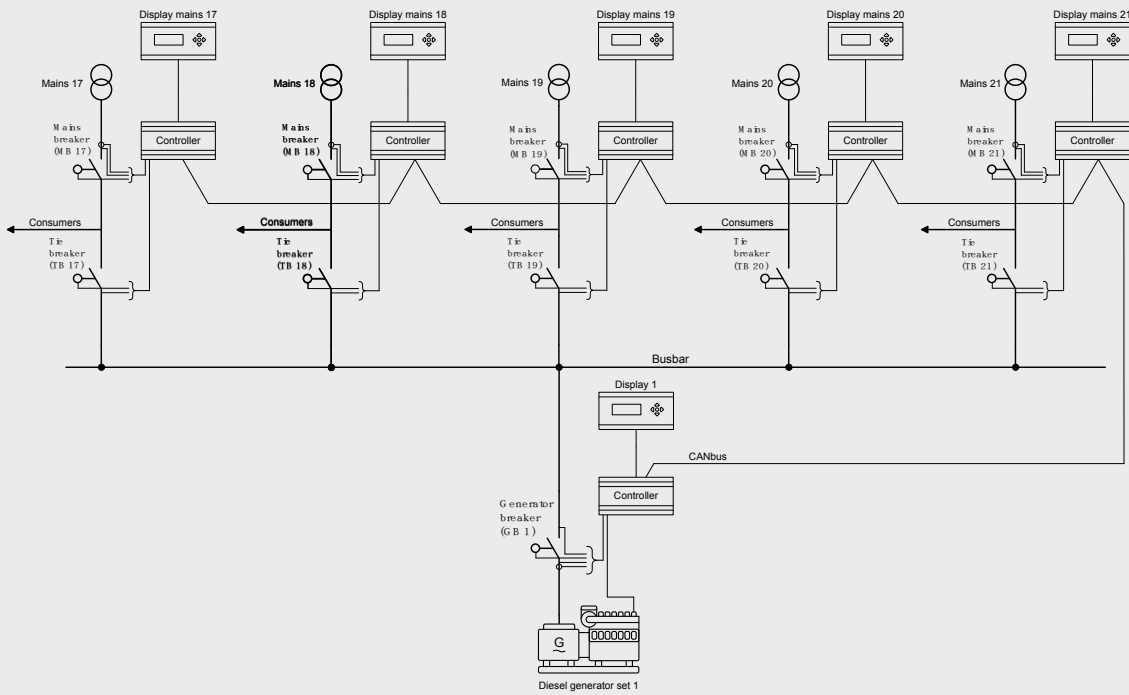 Display mains 17
Display mains 18
Display mains 19
Display mains 20
Display mains 21
Mains 17
Mains 18
Mains 19
Mains 20
Mains 21
Mains
breaker
(MB 17)
Controller
Mains
breaker
(MB 18)
Controller
Mains
breaker
(MB 19)
Controller
Mains
breaker
(MB 20)
Controller
Mains
breaker
(MB 21)
Controller
Consumers
Consumers
Consumers
Consumers
Consumers
Tie
breaker
(TB 17)
Tie
breaker
(TB 18)
Tie
breaker
(TB 19)
Tie
breaker
(TB 20)
Tie
breaker
(TB 21)
Busbar
Display 1
CANbus
Controller
Generator
breaker
(GB 1)
G
~
Diesel generator set 1